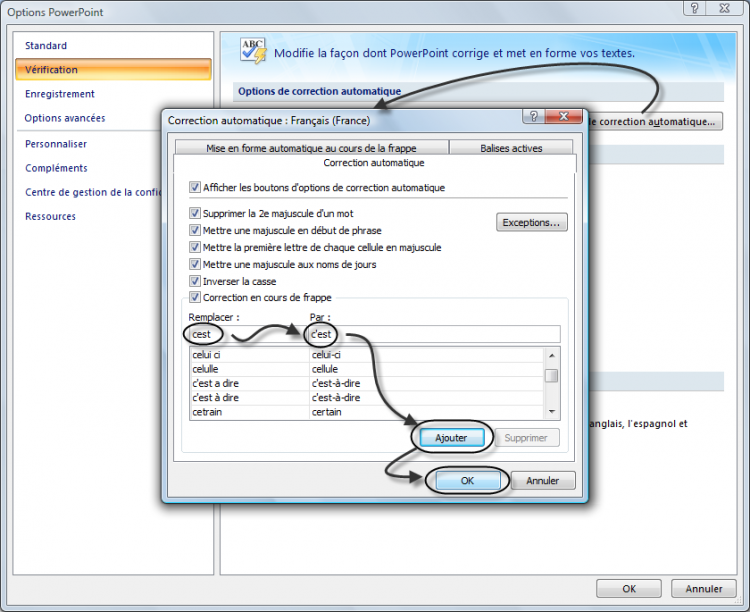 Options PowerPoint
Standard
Vérification
Enregistrement
Options avancées
Personnaliser
Compléments
Centre de gestion de la confi
Ressources
ABC
Modifie la façon dont PowerPoint corrige et met en forme vos textes.
Options de correction automatique
de correction automatique...
Correction automatique : Français (France)
Mise en forme automatique au cours de la frappe
Balises actives
Correction automatique
Afficher les boutons d'options de correction automatique
Supprimer la 2e majuscule d'un mot
Exceptions...
Mettre une majuscule en début de phrase
Mettre la première lettre de chaque cellule en majuscule
Mettre une majuscule aux noms de jours
Inverser la casse
Correction en cours de frappe
Remplacer : Par :
cest c'est
celui ci celui-ci
celulle cellule
c'est a dire c'est-à-dire
c'est à dire c'est-à-dire
cetrain certain
anglais, l'espagnol et
Ajouter Supprimer
OK Annuler
OK Annuler